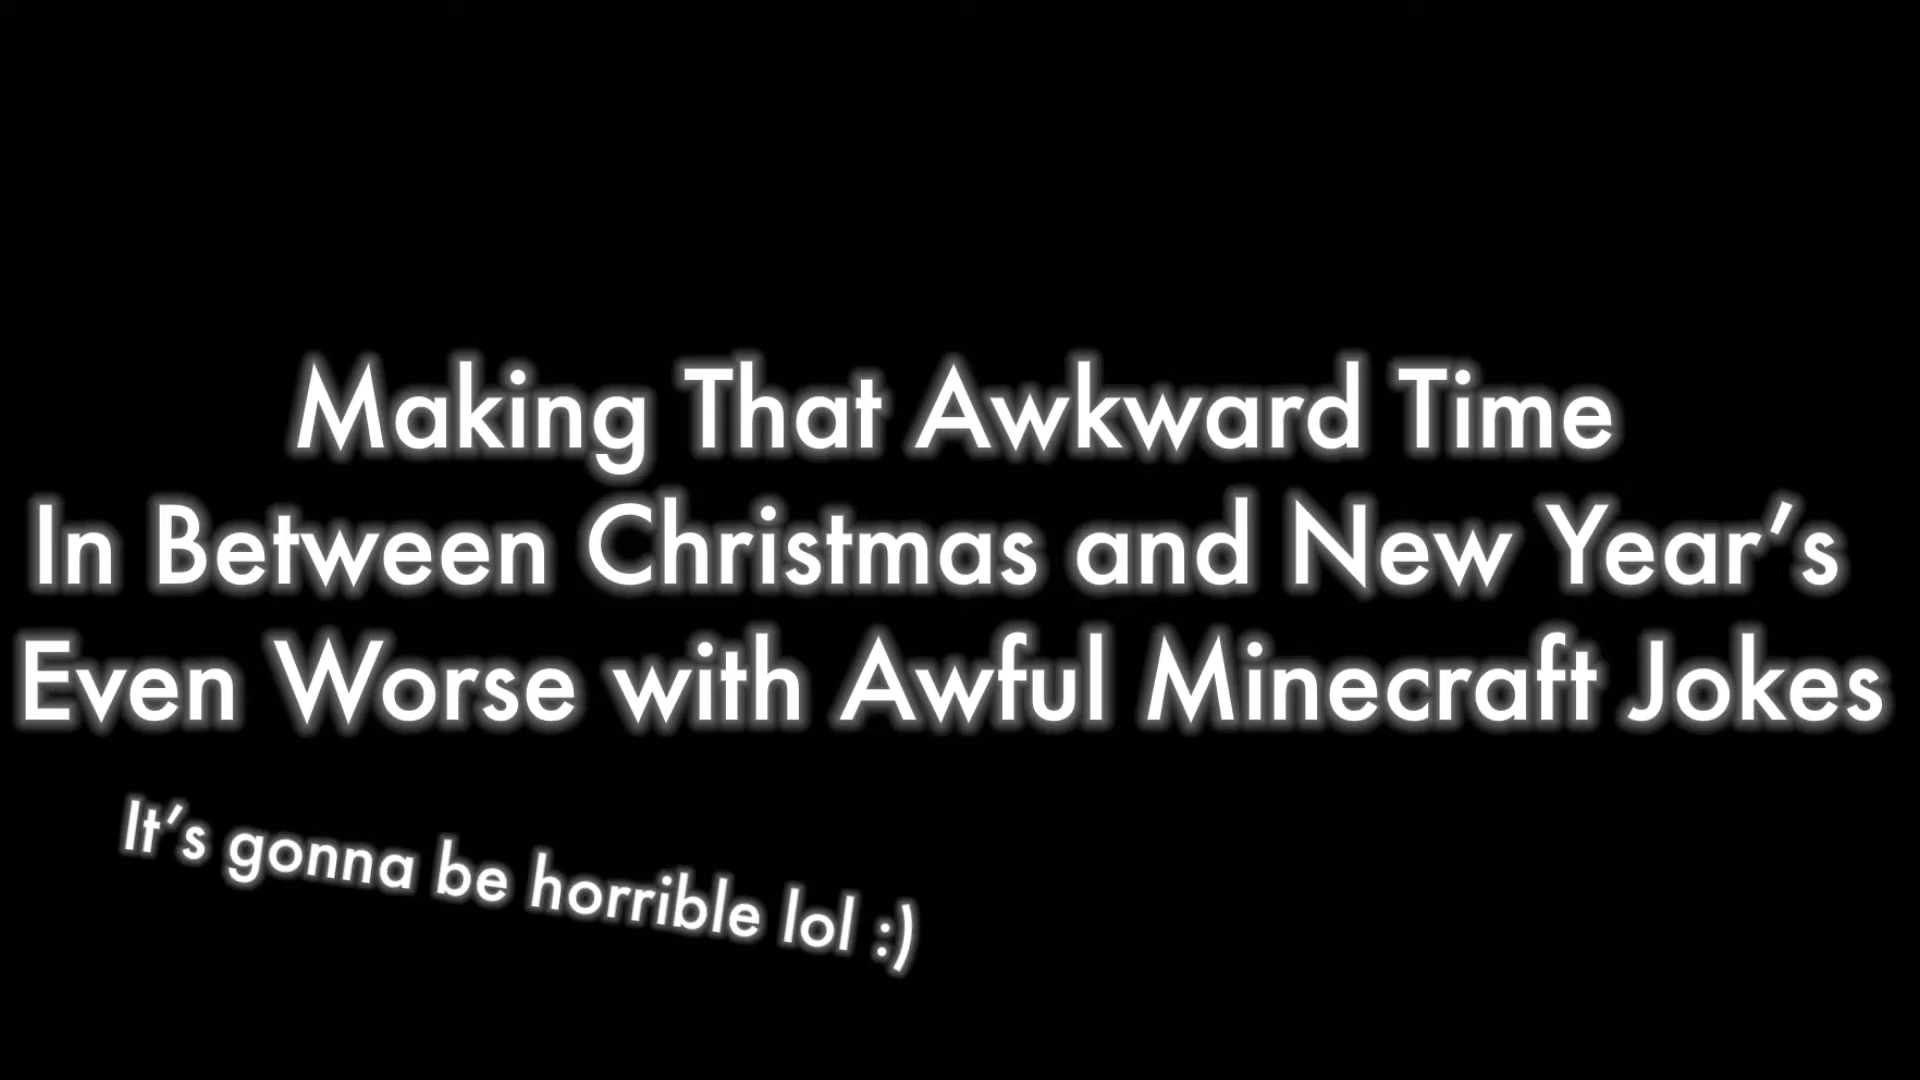 Making That Awkward Time
In Between Christmas and New Year’s
Even Worse with Awful Minecraft Jokes
It’s gonna be horrible lol :)